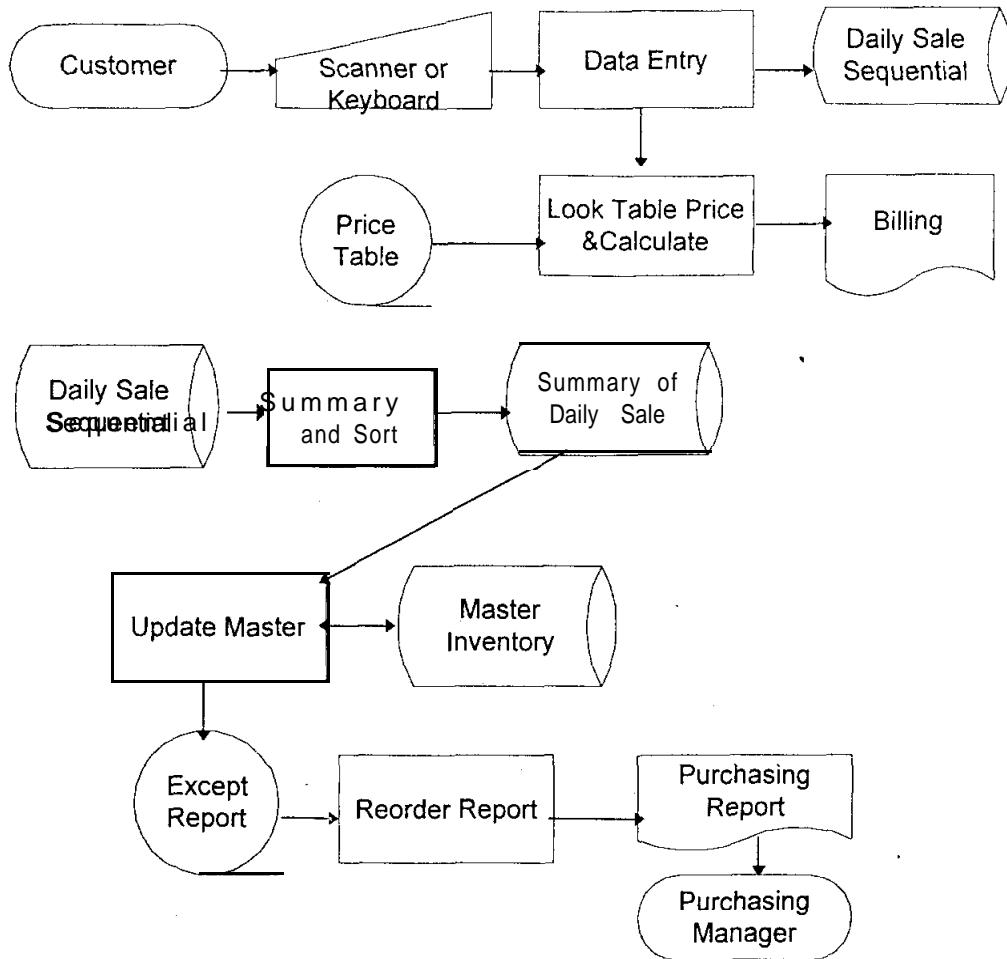 Customer
Scanner or
Keyboard
Data Entry
Daily Sale
Sequential
Price
Table
Look Table Price
&Calculate
Billing
Daily Sale
Sequential
Summary
and Sort
Summary of
Daily Sale
Update Master
Master
Inventory
Except
Report
Reorder Report
Purchasing
Report
Purchasing
Manager